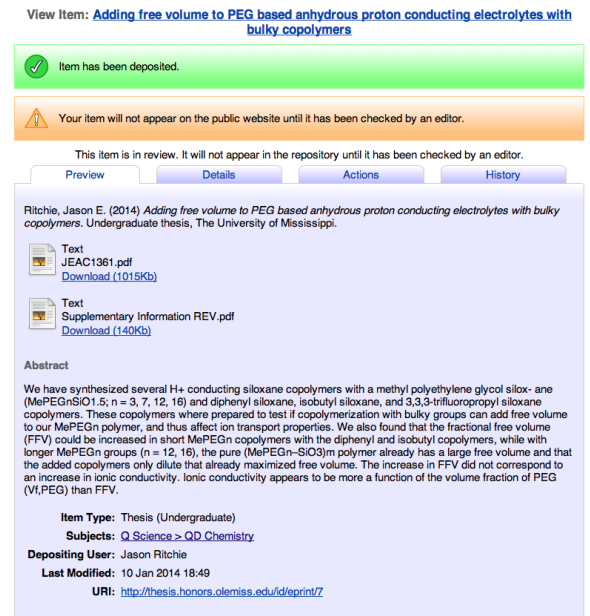 View Item: Adding free volume to PEG based anhydrous proton conducting electrolytes with
bulky copolymers
Item has been deposited.
Your item will not appear on the public website until it has been checked by an editor.
This item is in review. It will not appear in the repository until it has been checked by an editor.
Preview Details Actions History
Ritchie, Jason E. (2014) Adding free volume to PEG based anhydrous proton conducting electrolytes with bulky
copolymers. Undergraduate thesis, The University of Mississippi.
Text
JEAC1361.pdf
Download (1015Kb)
Text
Supplementary Information REV.pdf
Download (140Kb)
Abstract
We have synthesized several H+ conducting siloxane copolymers with a methyl polyethylene glycol silox- ane
(MePEGnSiO1.5; n = 3, 7, 12, 16) and diphenyl siloxane, isobutyl siloxane, and 3,3,3-trifluoropropyl siloxane
copolymers. These copolymers where prepared to test if copolymerization with bulky groups can add free volume
to our MePEGn polymer, and thus affect ion transport properties. We also found that the fractional free volume
(FFV) could be increased in short MePEGn copolymers with the diphenyl and isobutyl copolymers, while with
longer MePEGn groups (n = 12, 16), the pure (MePEGn–SiO3)m polymer already has a large free volume and that
the added copolymers only dilute that already maximized free volume. The increase in FFV did not correspond to
an increase in ionic conductivity. Ionic conductivity appears to be more a function of the volume fraction of PEG
(Vf,PEG) than FFV.
Item Type: Thesis (Undergraduate)
Subjects: Q Science > QD Chemistry
Depositing User: Jason Ritchie
Last Modified: 10 Jan 2014 18:49
URI: http://thesis.honors.olemiss.edu/id/eprint/7